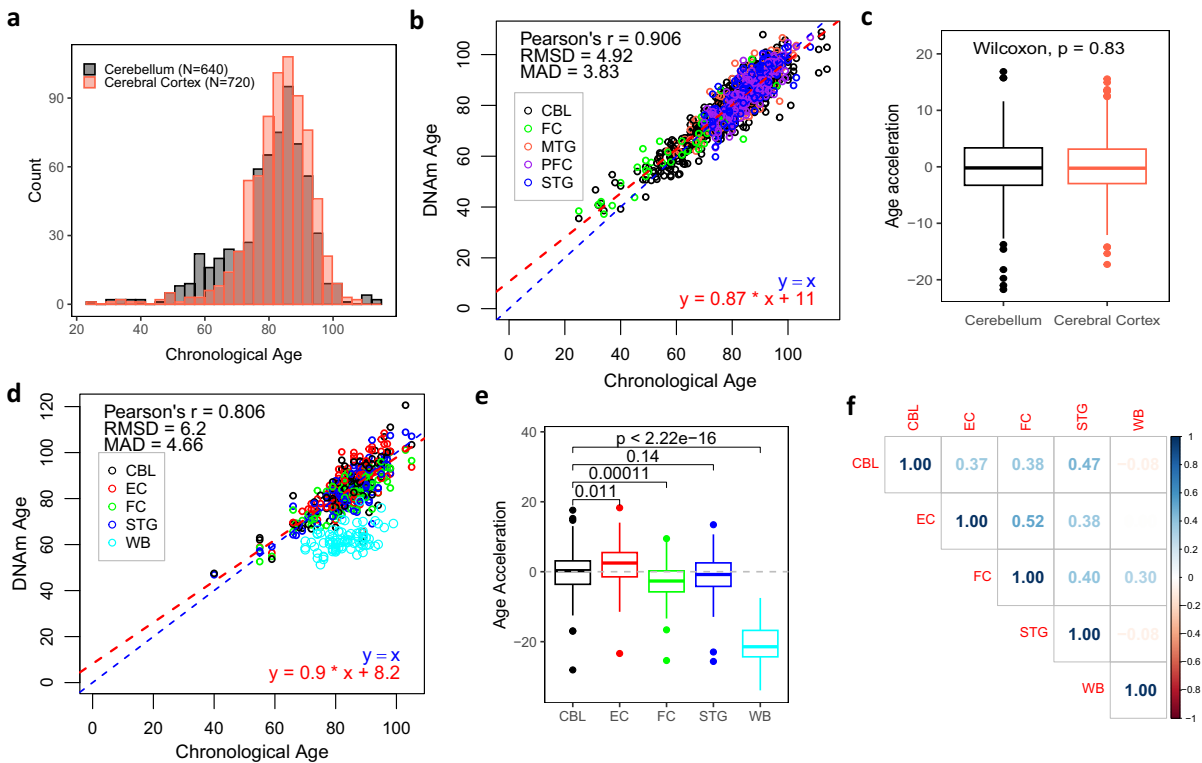 a
Cerebellum (N=640)
Cerebral Cortex (N=720)
Count
0
30
60
90
20
40
60
80
100
Chronological Age
b
Pearson's r = 0.906
RMSD = 4.92
MAD = 3.83
CBL
FC
MTG
PFC
STG
DNAm Age
0
20
40
60
80
100
y = x
y = 0.87 * x + 11
0
20
40
60
80
100
Chronological Age
c
Wilcoxon, p = 0.83
Age acceleration
20
10
0
−10
−20
Cerebellum
Cerebral Cortex
d
Pearson's r = 0.806
RMSD = 6.2
MAD = 4.66
CBL
EC
FC
STG
WB
DNAm Age
0
20
40
60
80
100
120
y = x
y = 0.9 * x + 8.2
0
20
40
60
80
100
Chronological Age
e
p < 2.22e−16
0.14
0.00011
0.011
Age Acceleration
40
20
0
−20
CBL
EC
FC
STG
WB
f
CBL
EC
FC
STG
WB
CBL
1.00
0.37
0.38
0.47
−0.08
EC
1.00
0.52
0.38
FC
1.00
0.40
0.30
STG
1.00
−0.08
WB
1.00
1
0.8
0.6
0.4
0.2
0
−0.2
−0.4
−0.6
−0.8
−1